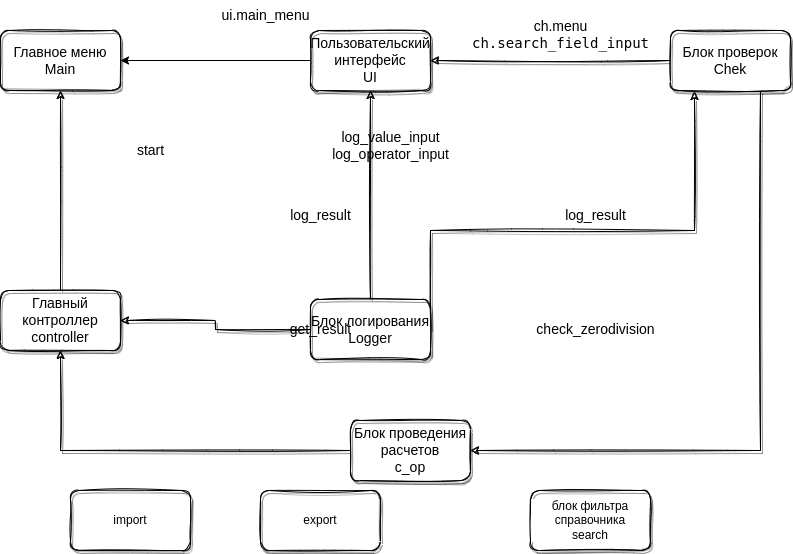 ui.main_menu
ch.menu
ch.search_field_input
Главное меню
Main
Пользовательский
интерфейс
UI
Блок проверок
Chek
log_value_input
log_operator_input
start
log_result
log_result
Главный
контроллер
controller
get_result
Блок логирования
Logger
check_zerodivision
Блок проведения
расчетов
c_op
import
export
блок фильтра
справочника
search